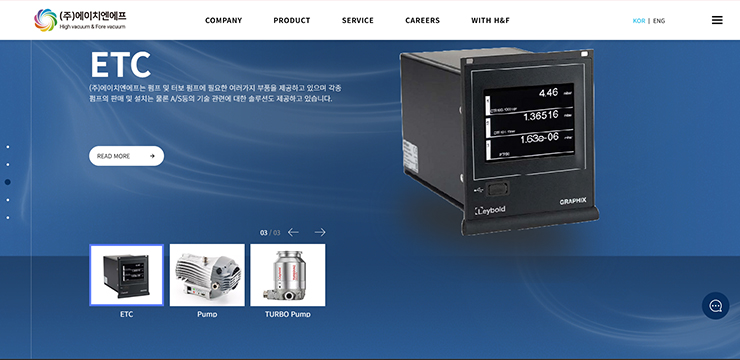 (주)에이치엔에프
High vacuum & Fore vacuum
COMPANY
PRODUCT
SERVICE
CAREERS
WITH H&F
KOR | ENG
ETC
(주)에이치엔에프는 펌프 및 터보 펌프에 필요한 여러가지 부품을 제공하고 있으며 각종
펌프의 판매 및 설치는 물론 A/S등의 기술 관련에 대한 솔루션도 제공하고 있습니다.
READ MORE
4.46 mbar
1.36516 mbar
1.63e-06 mbar
Leybold
GRAPHIX
03 / 03
ETC
Pump
TURBO Pump